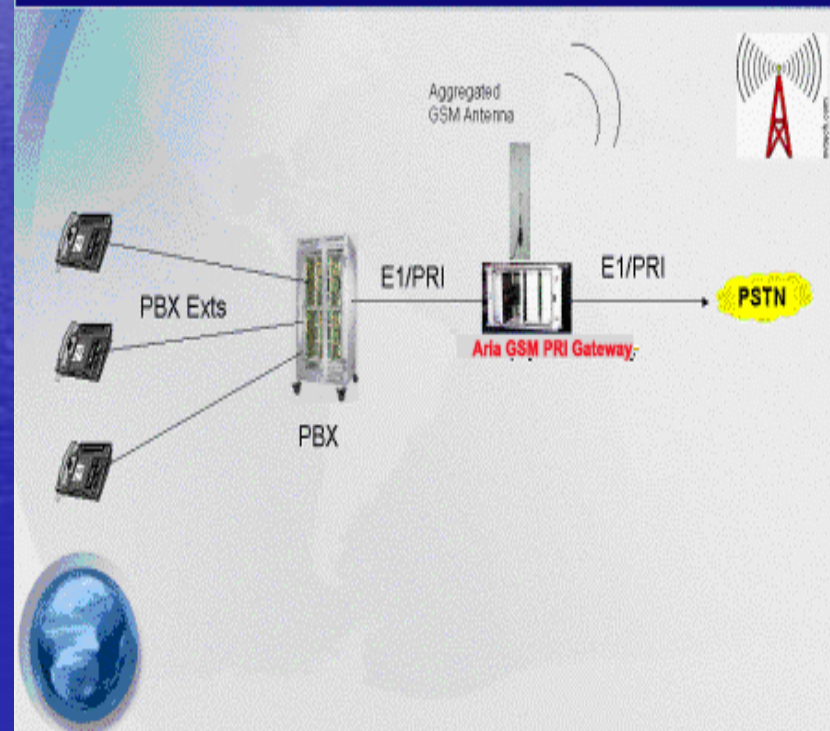 Aggregated
GSM Antenna
E1/PRI
E1/PRI
PBX Exts
PSTN
Aria GSM PRI Gateway
PBX